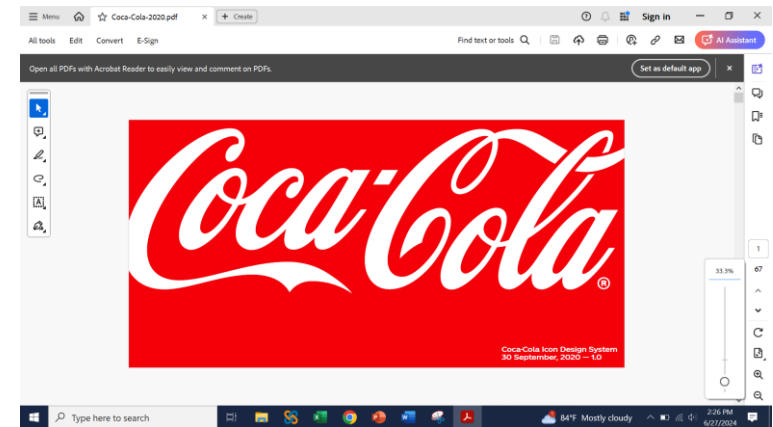 Menu
Coca-Cola-2020.pdf
×
+ Create
Sign in
All tools Edit Convert E-Sign
Find text or tools
AI Assistant
Open all PDFs with Acrobat Reader to easily view and comment on PDFs.
Set as default app
Coca-Cola
®
Coca-Cola Icon Design System
30 September, 2020 — 1.0
1
67
33.3%
Type here to search
84°F Mostly cloudy
2:26 PM
6/27/2024